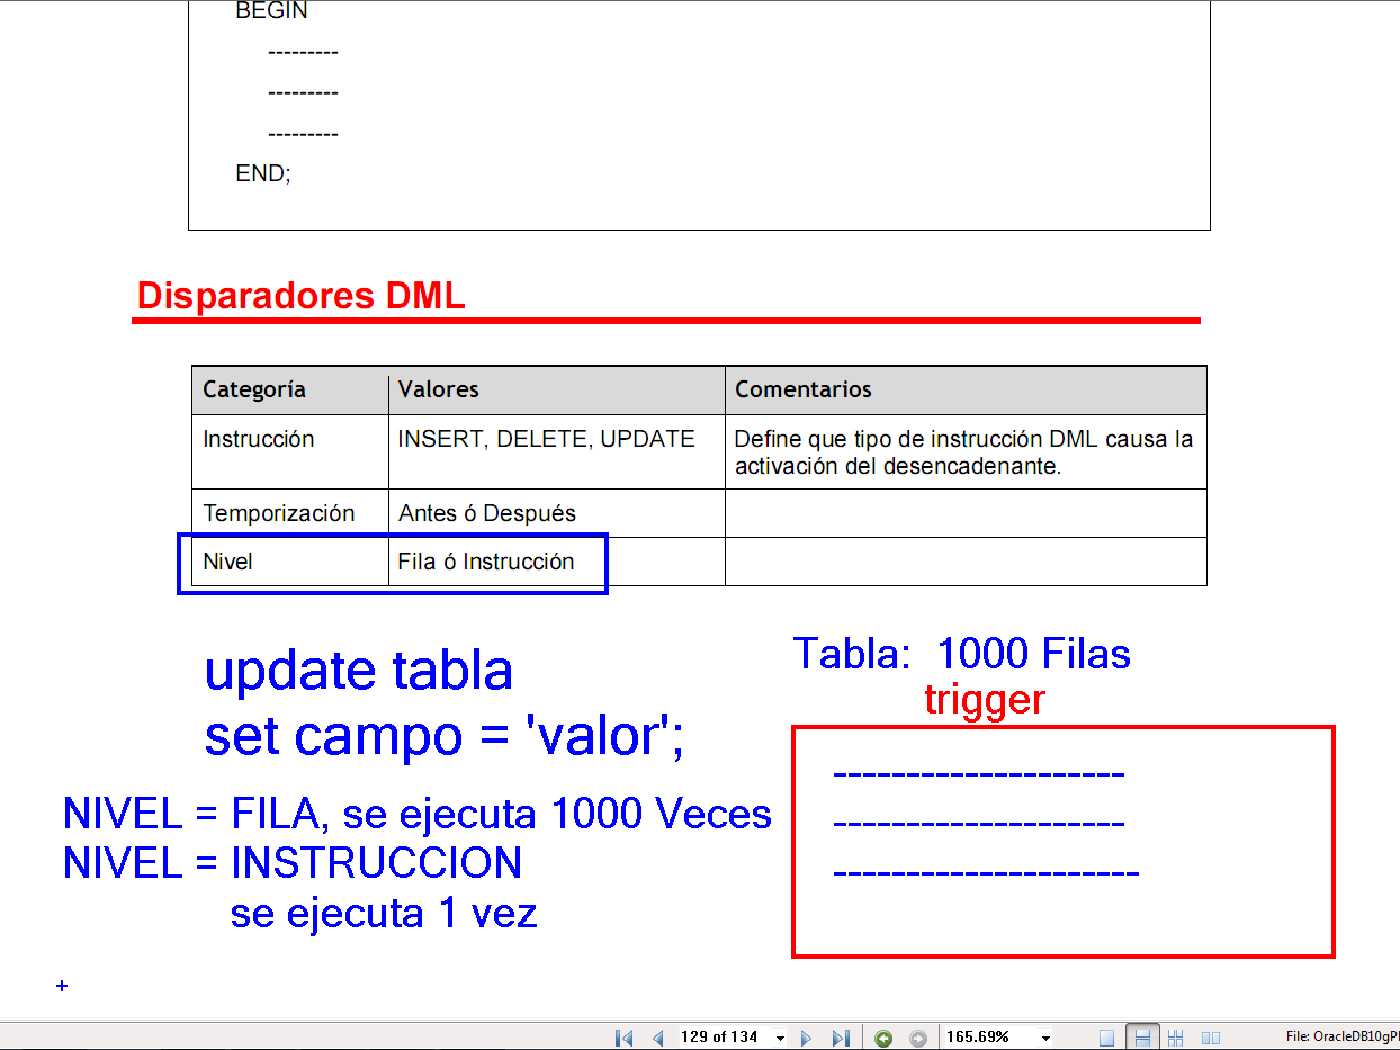 BEGIN
---------
---------
---------
END;
Disparadores DML
Categoría Valores Comentarios
Instrucción INSERT, DELETE, UPDATE Define que tipo de instrucción DML causa la
activación del desencadenante.
Temporización Antes ó Después
Nivel Fila ó Instrucción
update tabla
set campo = 'valor';
NIVEL = FILA, se ejecuta 1000 Veces
NIVEL = INSTRUCCION
se ejecuta 1 vez
Tabla: 1000 Filas
trigger
--------------------
--------------------
---------------------
+
129 of 134 165.69% File: OracleDB10gP